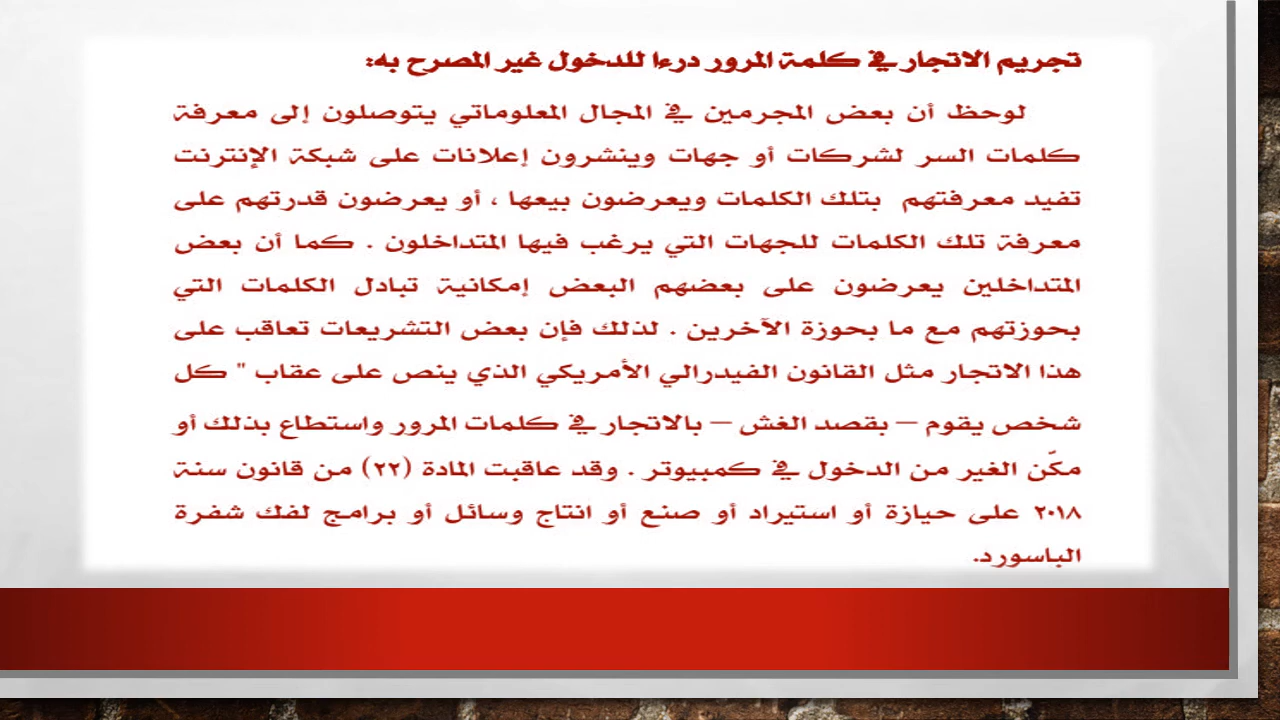 تجريم الاتجار في كلمة المرور درءا للدخول غير المصرح به:
لوحظ أن بعض المجرمين في المجال المعلوماتي يتوصلون إلى معرفة
كلمات السر لشركات أو جهات وينشرون إعلانات على شبكة الإنترنت
تفيد معرفتهم بتلك الكلمات ويعرضون بيعها ، أو يعرضون قدرتهم على
معرفة تلك الكلمات للجهات التي يرغب فيها المتداخلون . كما أن بعض
المتداخلين يعرضون على بعضهم البعض إمكانية تبادل الكلمات التي
بحوزتهم مع ما بحوزة الآخرين . لذلك فإن بعض التشريعات تعاقب على
هذا الاتجار مثل القانون الفيدرالي الأمريكي الذي ينص على عقاب " كل
شخص يقوم – بقصد الغش – بالاتجار في كلمات المرور واستطاع بذلك أو
مكّن الغير من الدخول في كمبيوتر . وقد عاقبت المادة (٢٢) من قانون سنة
٢٠١٨ على حيازة أو استيراد أو صنع أو انتاج وسائل أو برامج لفك شفرة
الباسورد.